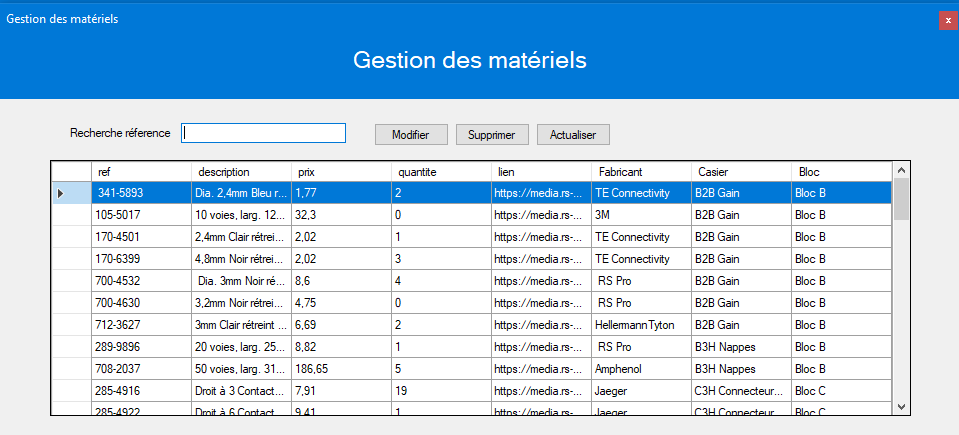 Gestion des matériels
x
Gestion des matériels
Recherche réference Modifier Supprimer Actualiser
ref description prix quantite lien Fabricant Casier Bloc
341-5893 Dia. 2,4mm Bleu r... 1,77 2 https://media.rs-... TE Connectivity B2B Gain Bloc B
105-5017 10 voies, larg. 12... 32,3 0 https://media.rs-... 3M B2B Gain Bloc B
170-4501 2,4mm Clair rétrei... 2,02 1 https://media.rs-... TE Connectivity B2B Gain Bloc B
170-6399 4,8mm Noir rétrei... 2,02 3 https://media.rs-... TE Connectivity B2B Gain Bloc B
700-4532 Dia. 3mm Noir ré... 8,6 4 https://media.rs-... RS Pro B2B Gain Bloc B
700-4630 3,2mm Noir rétrei... 4,75 0 https://media.rs-... RS Pro B2B Gain Bloc B
712-3627 3mm Clair rétreint ... 6,69 2 https://media.rs-... HellermannTyton B2B Gain Bloc B
289-9896 20 voies, larg. 25... 8,82 1 https://media.rs-... RS Pro B3H Nappes Bloc B
708-2037 50 voies, larg. 31... 186,65 5 https://media.rs-... Amphenol B3H Nappes Bloc B
285-4916 Droit à 3 Contact... 7,91 19 https://media.rs-... Jaeger C3H Connecteur... Bloc C
285-4922 Droit à 6 Contact... 9,41 1 https://media.rs-... Jaeger C3H Connecteur... Bloc C